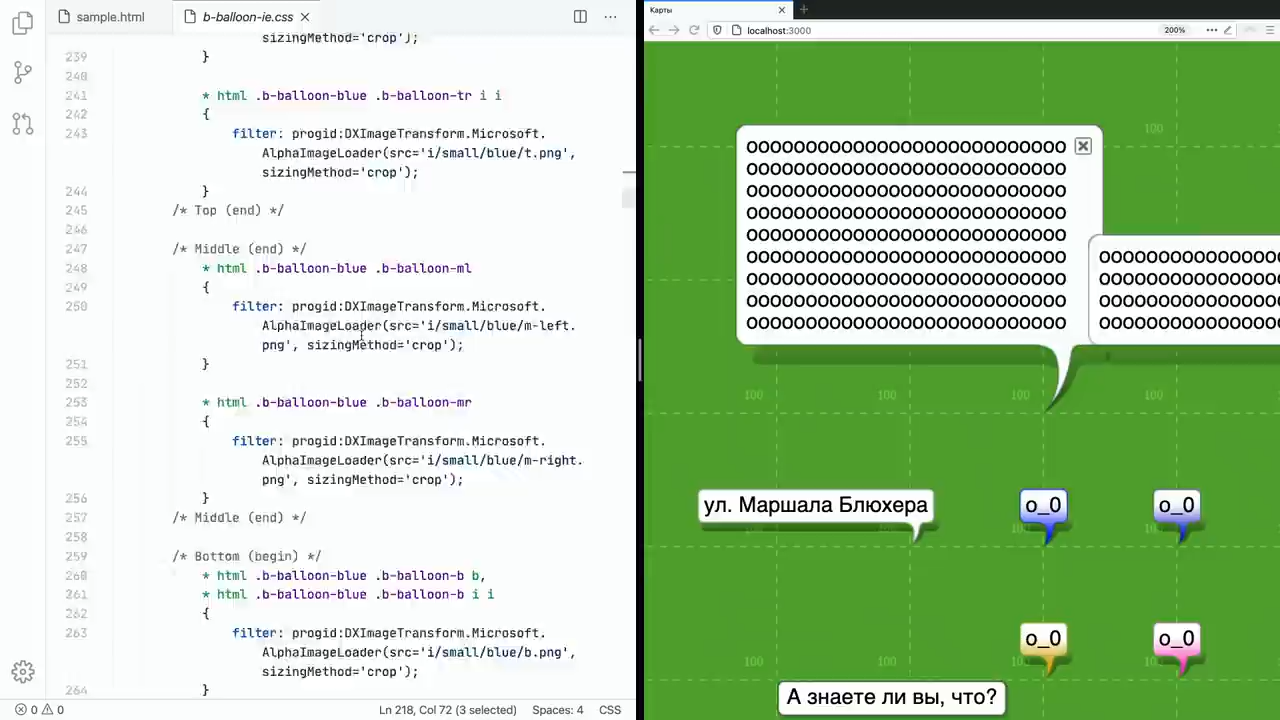 sample.html
b-balloon-ie.css
sizingMethod='crop');
239 }
240
241 * html .b-balloon-blue .b-balloon-tr i i
242 {
243 filter: progid:DXImageTransform.Microsoft.
AlphaImageLoader(src='i/small/blue/t.png',
sizingMethod='crop');
244 }
245 /* Top (end) */
246
247 /* Middle (end) */
248 * html .b-balloon-blue .b-balloon-ml
249 {
250 filter: progid:DXImageTransform.Microsoft.
AlphaImageLoader(src='i/small/blue/m-left.
png', sizingMethod='crop');
251 }
252
253 * html .b-balloon-blue .b-balloon-mr
254 {
255 filter: progid:DXImageTransform.Microsoft.
AlphaImageLoader(src='i/small/blue/m-right.
png', sizingMethod='crop');
256 }
257 /* Middle (end) */
258
259 /* Bottom (begin) */
260 * html .b-balloon-blue .b-balloon-b b,
261 * html .b-balloon-blue .b-balloon-b i i
262 {
263 filter: progid:DXImageTransform.Microsoft.
AlphaImageLoader(src='i/small/blue/b.png',
sizingMethod='crop');
264 }
0 0
Ln 218, Col 72 (3 selected)
Spaces: 4
CSS
Карты
localhost:3000
200%
100
ooooooooooooooooooooooooooo
ooooooooooooooooooooooooooo
ooooooooooooooooooooooooooo
ooooooooooooooooooooooooooo
ooooooooooooooooooooooooooo
ooooooooooooooooooooooooooo
ooooooooooooooooooooooooooo
ooooooooooooooooooooooooooo
ooooooooooooooooooooooooooo
ooooooooooooooo
ooooooooooooooo
ooooooooooooooo
ooooooooooooooo
100 100 100 100
ул. Маршала Блюхера
o_0
o_0
o_0
o_0
100 100
А знаете ли вы, что?